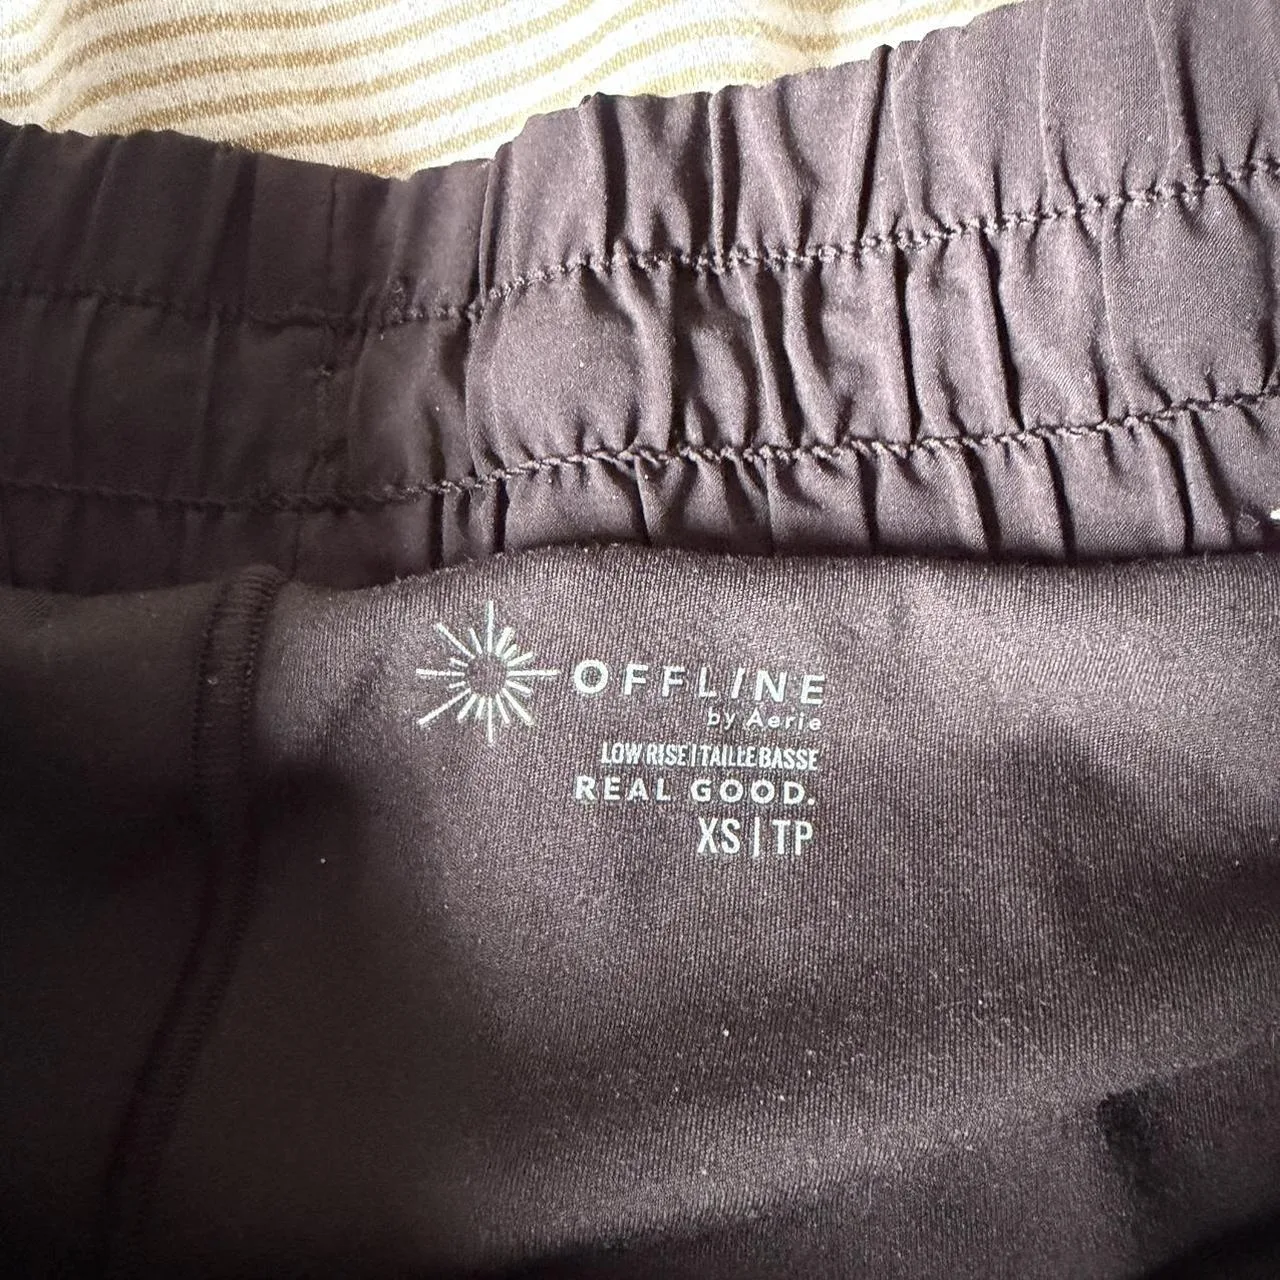 OFFLINE
by Aerie
LOW RISE | TAILLE BASSE
REAL GOOD.
XS | TP